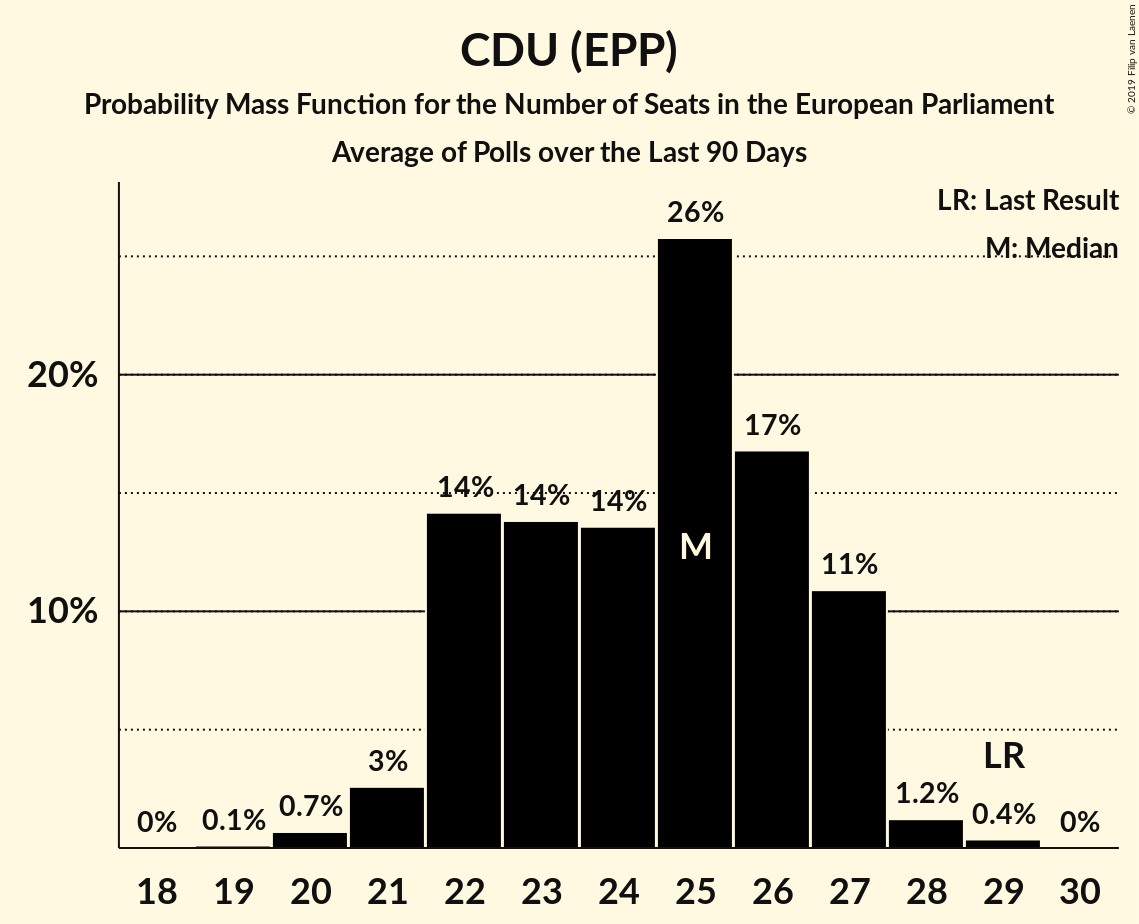 CDU (EPP)
Probability Mass Function for the Number of Seats in the European Parliament
Average of Polls over the Last 90 Days
© 2019 Filip van Laenen
LR: Last Result
M: Median
26%
20%
17%
14%
14%
14%
M
11%
10%
LR
3%
1.2%
0.7%
0.4%
0.1%
0%
0%
18 19 20 21 22 23 24 25 26 27 28 29 30